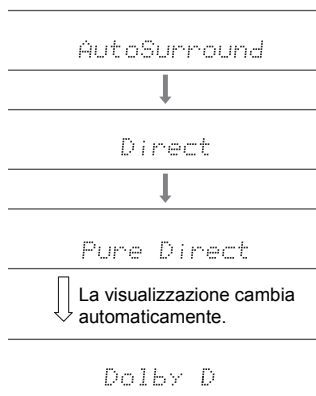 AutoSurround
Direct
Pure Direct
La visualizzazione cambia
automaticamente.
Dolby D